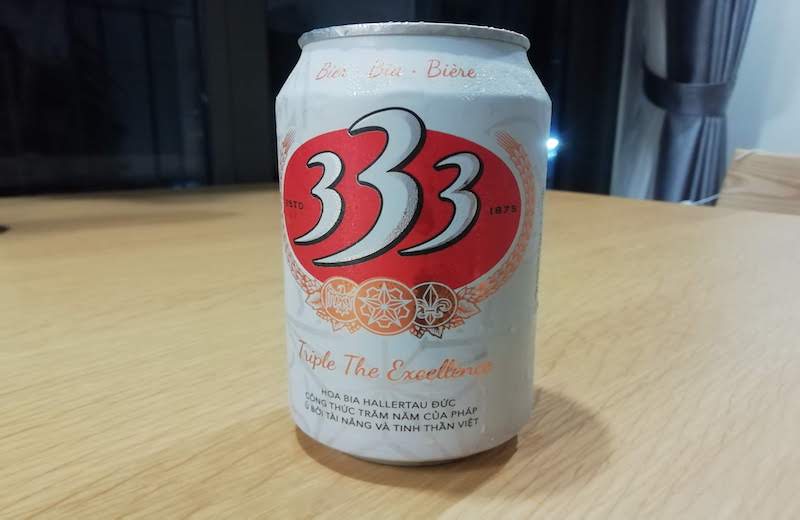 Bier · Bia · Bière
333
ESTD 1875
Triple The Excellence
HOA BIA HALLERTAU ĐỨC
CÔNG THỨC TRĂM NĂM CỦA PHÁP
Ủ BỞI TÀI NĂNG VÀ TINH THẦN VIỆT